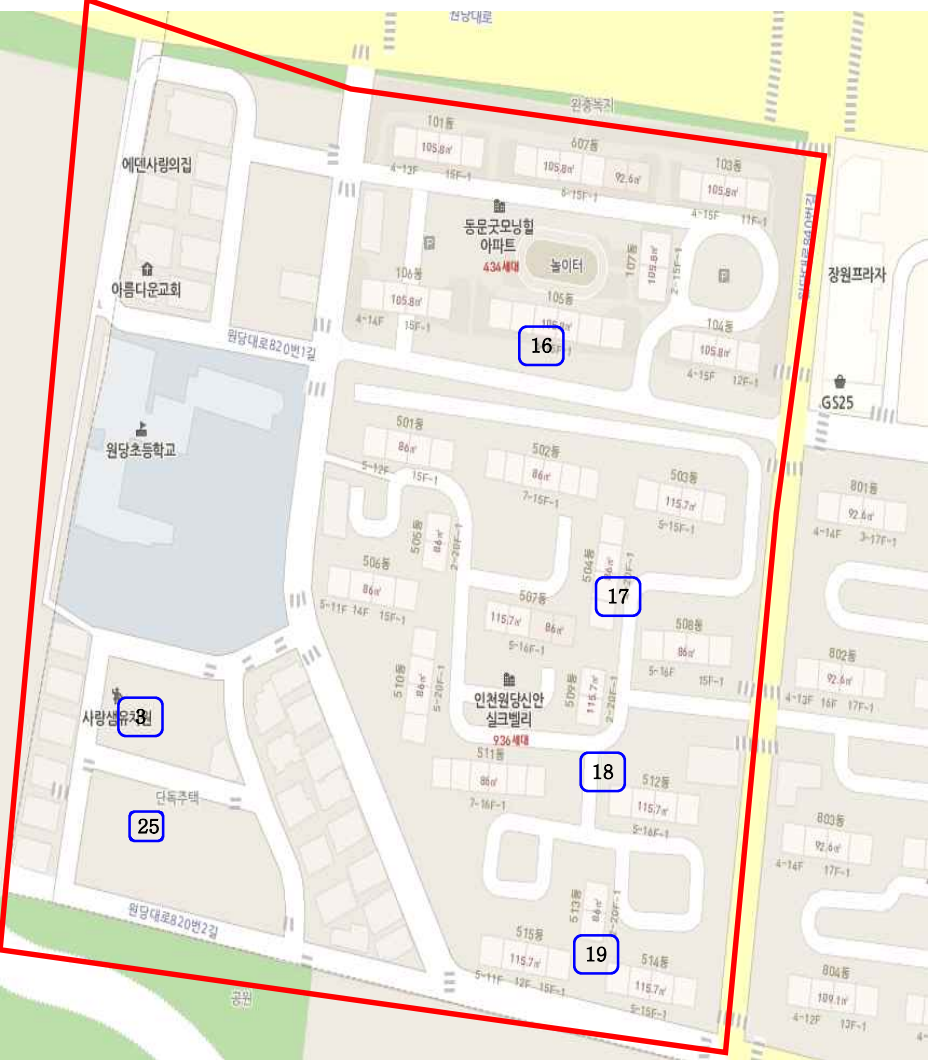 원당대로
완충녹지
101동
105.8㎡
4-13F 15F-1
607동
105.8㎡ 92.6㎡
6-15F-1
103동
105.8㎡
4-15F 11F-1
에덴사랑의집
동문굿모닝힐
아파트
434세대
놀이터
P
P
107동
105.8㎡
2-15F-1
장원프라자
아름다운교회
106동
105.8㎡
4-14F 15F-1
105동
16
104동
105.8㎡
4-15F 12F-1
원당대로820번1길
GS25
원당초등학교
501동
86㎡
5-12F 15F-1
502동
86㎡
7-15F-1
503동
115.7㎡
5-15F-1
801동
92.6㎡
4-14F 3-17F-1
505동
86㎡
2-20F-1
504동
17
506동
86㎡
5-11F 14F 15F-1
507동
115.7㎡ 86㎡
5-16F-1
508동
86㎡
5-16F 15F-1
802동
92.6㎡
4-13F 16F 17F-1
510동
86㎡
5-20F-1
인천원당신안
실크밸리
936세대
509동
115.7㎡
2-20F-1
3
511동
86㎡
7-16F-1
18
512동
115.7㎡
5-16F-1
단독주택
25
803동
92.6㎡
4-14F 17F-1
원당대로820번2길
513동
86㎡
515동
115.7㎡
5-11F 12F 15F-1
19
514동
115.7㎡
5-15F-1
804동
109.1㎡
4-12F 13F-1
공원